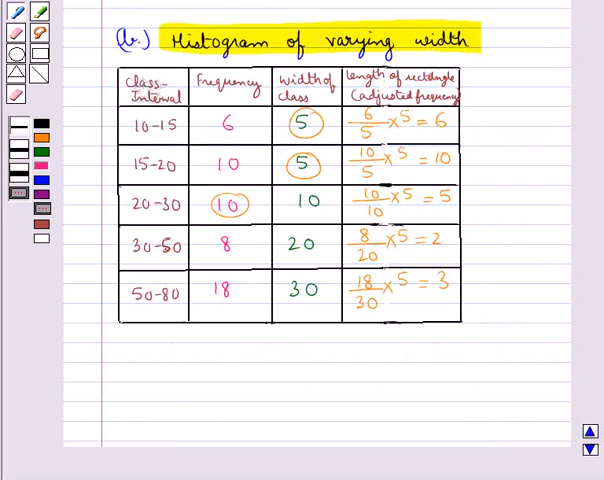 (b.) Histogram of varying width
Class-Interval Frequency Width of class Length of rectangle (adjusted frequency)
10-15 6 5 6/5 x 5 = 6
15-20 10 5 10/5 x 5 = 10
20-30 10 10 10/10 x 5 = 5
30-50 8 20 8/20 x 5 = 2
50-80 18 30 18/30 x 5 = 3